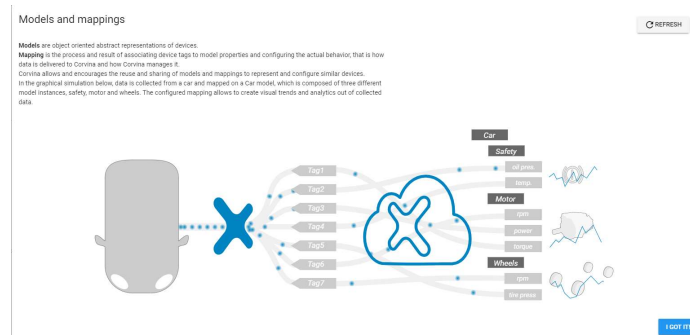 Models and mappings
REFRESH
Models are object oriented abstract representations of devices.
Mapping is the process and result of associating device tags to model properties and configuring the actual behavior, that is how
data is delivered to Corvina and how Corvina manages it.
Corvina allows and encourages the reuse and sharing of models and mappings to represent and configure similar devices.
In the graphical simulation below, data is collected from a car and mapped on a Car model, which is composed of three different
model instances, safety, motor and wheels. The configured mapping allows to create visual trends and analytics out of collected
data.
Car
Safety
Tag1
oil pres.
Tag2
temp.
Motor
Tag3
rpm
Tag4
power
Tag5
torque
Tag6
Wheels
Tag7
rpm
tire press
I GOT IT!